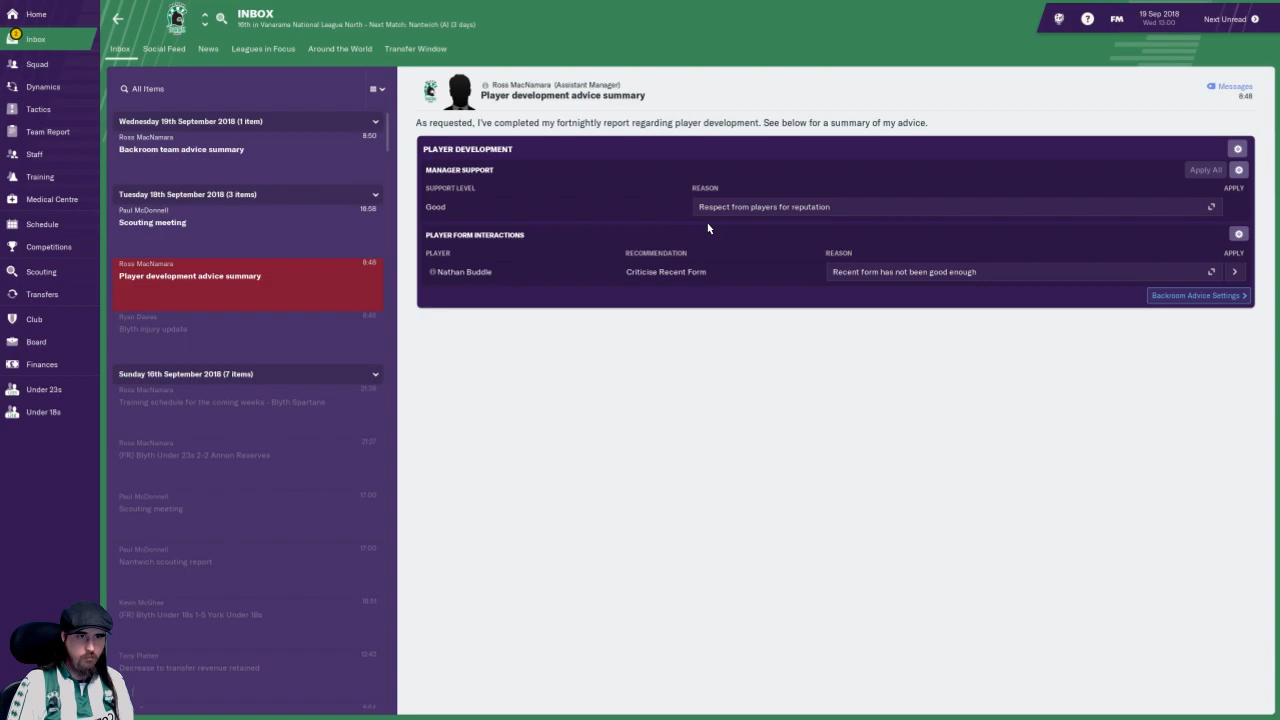 Home
Inbox
Squad
Dynamics
Tactics
Team Report
Staff
Training
Medical Centre
Schedule
Competitions
Scouting
Transfers
Club
Board
Finances
Under 23s
Under 18s
INBOX
16th in Vanarama National League North - Next Match: Nantwich (A) (3 days)
FM
19 Sep 2018
Wed 13:00
Next Unread
Inbox
Social Feed
News
Leagues in Focus
Around the World
Transfer Window
All Items
Wednesday 19th September 2018 (1 item)
Ross MacNamara 8:50
Backroom team advice summary
Tuesday 18th September 2018 (3 items)
Paul McDonnell 16:58
Scouting meeting
Ross MacNamara 8:48
Player development advice summary
Ryan Davies 8:48
Blyth injury update
Sunday 16th September 2018 (7 items)
Ross MacNamara 21:38
Training schedule for the coming weeks - Blyth Spartans
Ross MacNamara 21:27
(FR) Blyth Under 23s 2-2 Annan Reserves
Paul McDonnell 17:00
Scouting meeting
Paul McDonnell 17:00
Nantwich scouting report
Kevin McGhee 16:51
(FR) Blyth Under 18s 1-5 York Under 18s
Tony Platten 12:43
Decrease to transfer revenue retained
Ross MacNamara (Assistant Manager)
Player development advice summary
Messages
8:48
As requested, I've completed my fortnightly report regarding player development. See below for a summary of my advice.
PLAYER DEVELOPMENT
MANAGER SUPPORT
Apply All
SUPPORT LEVEL REASON APPLY
Good Respect from players for reputation
PLAYER FORM INTERACTIONS
PLAYER RECOMMENDATION REASON APPLY
Nathan Buddle Criticise Recent Form Recent form has not been good enough
Backroom Advice Settings